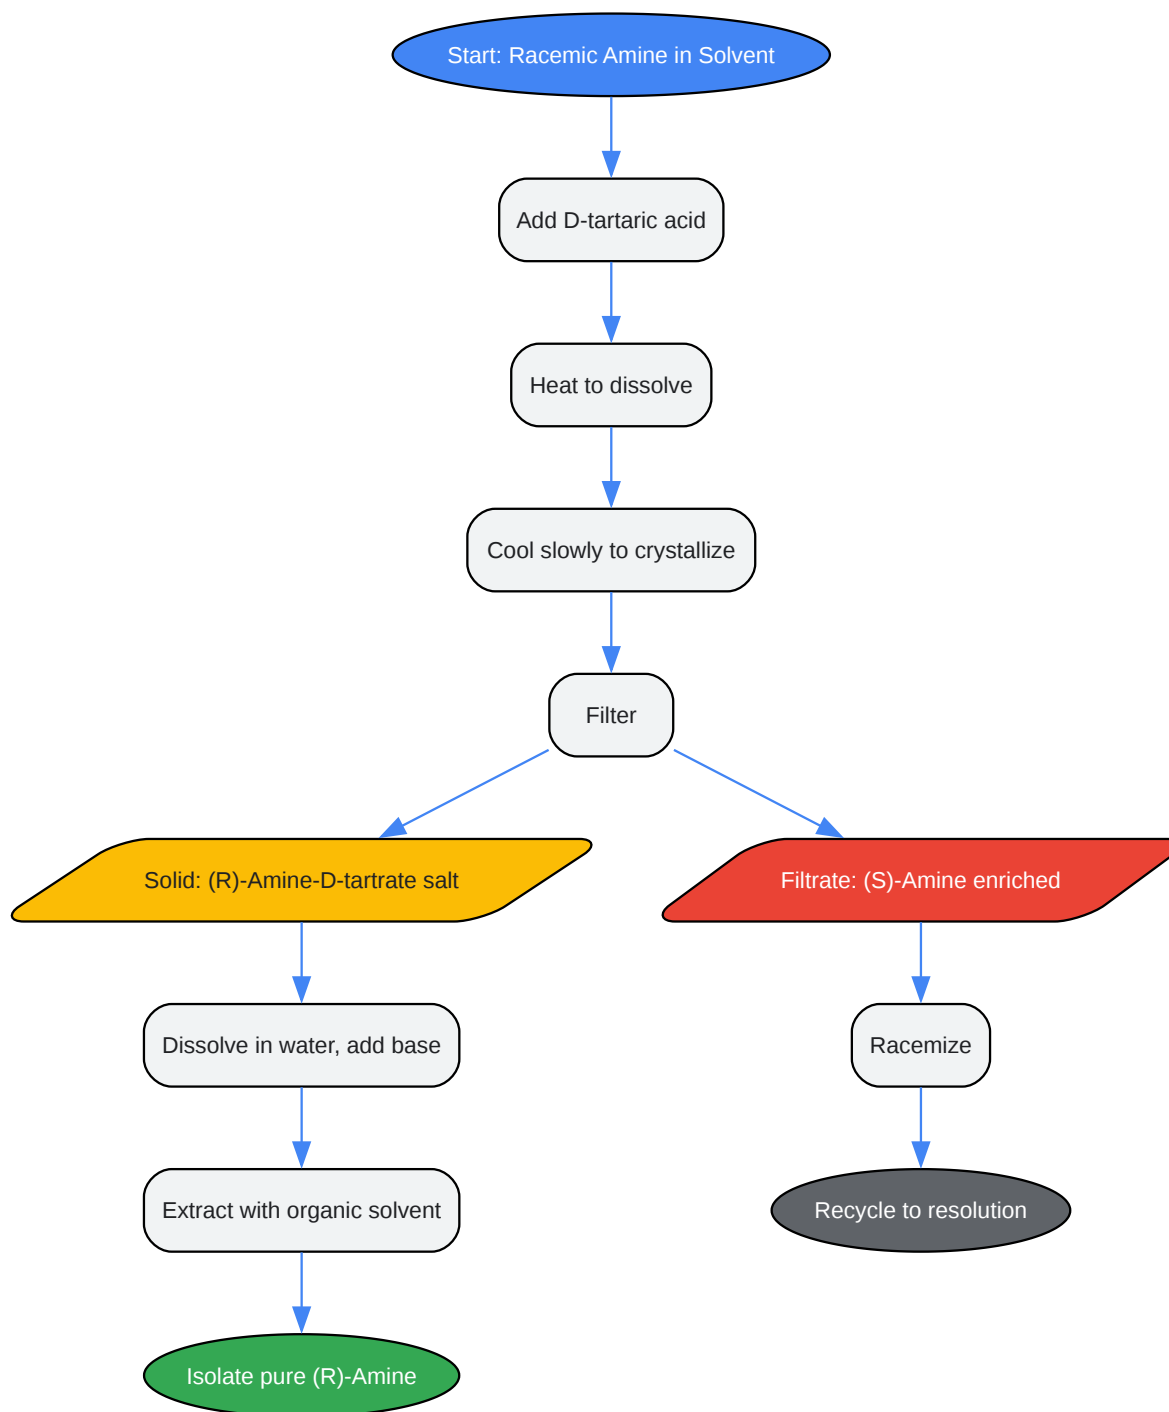 Start: Racemic Amine in Solvent
Add D-tartaric acid
Heat to dissolve
Cool slowly to crystallize
Filter
Solid: (R)-Amine-D-tartrate salt
Filtrate: (S)-Amine enriched
Dissolve in water, add base
Racemize
Extract with organic solvent
Recycle to resolution
Isolate pure (R)-Amine